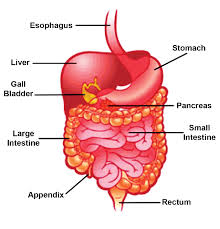 Esophagus
Stomach
Liver
Gall
Bladder
Pancreas
Large
Intestine
Small
Intestine
Appendix
Rectum